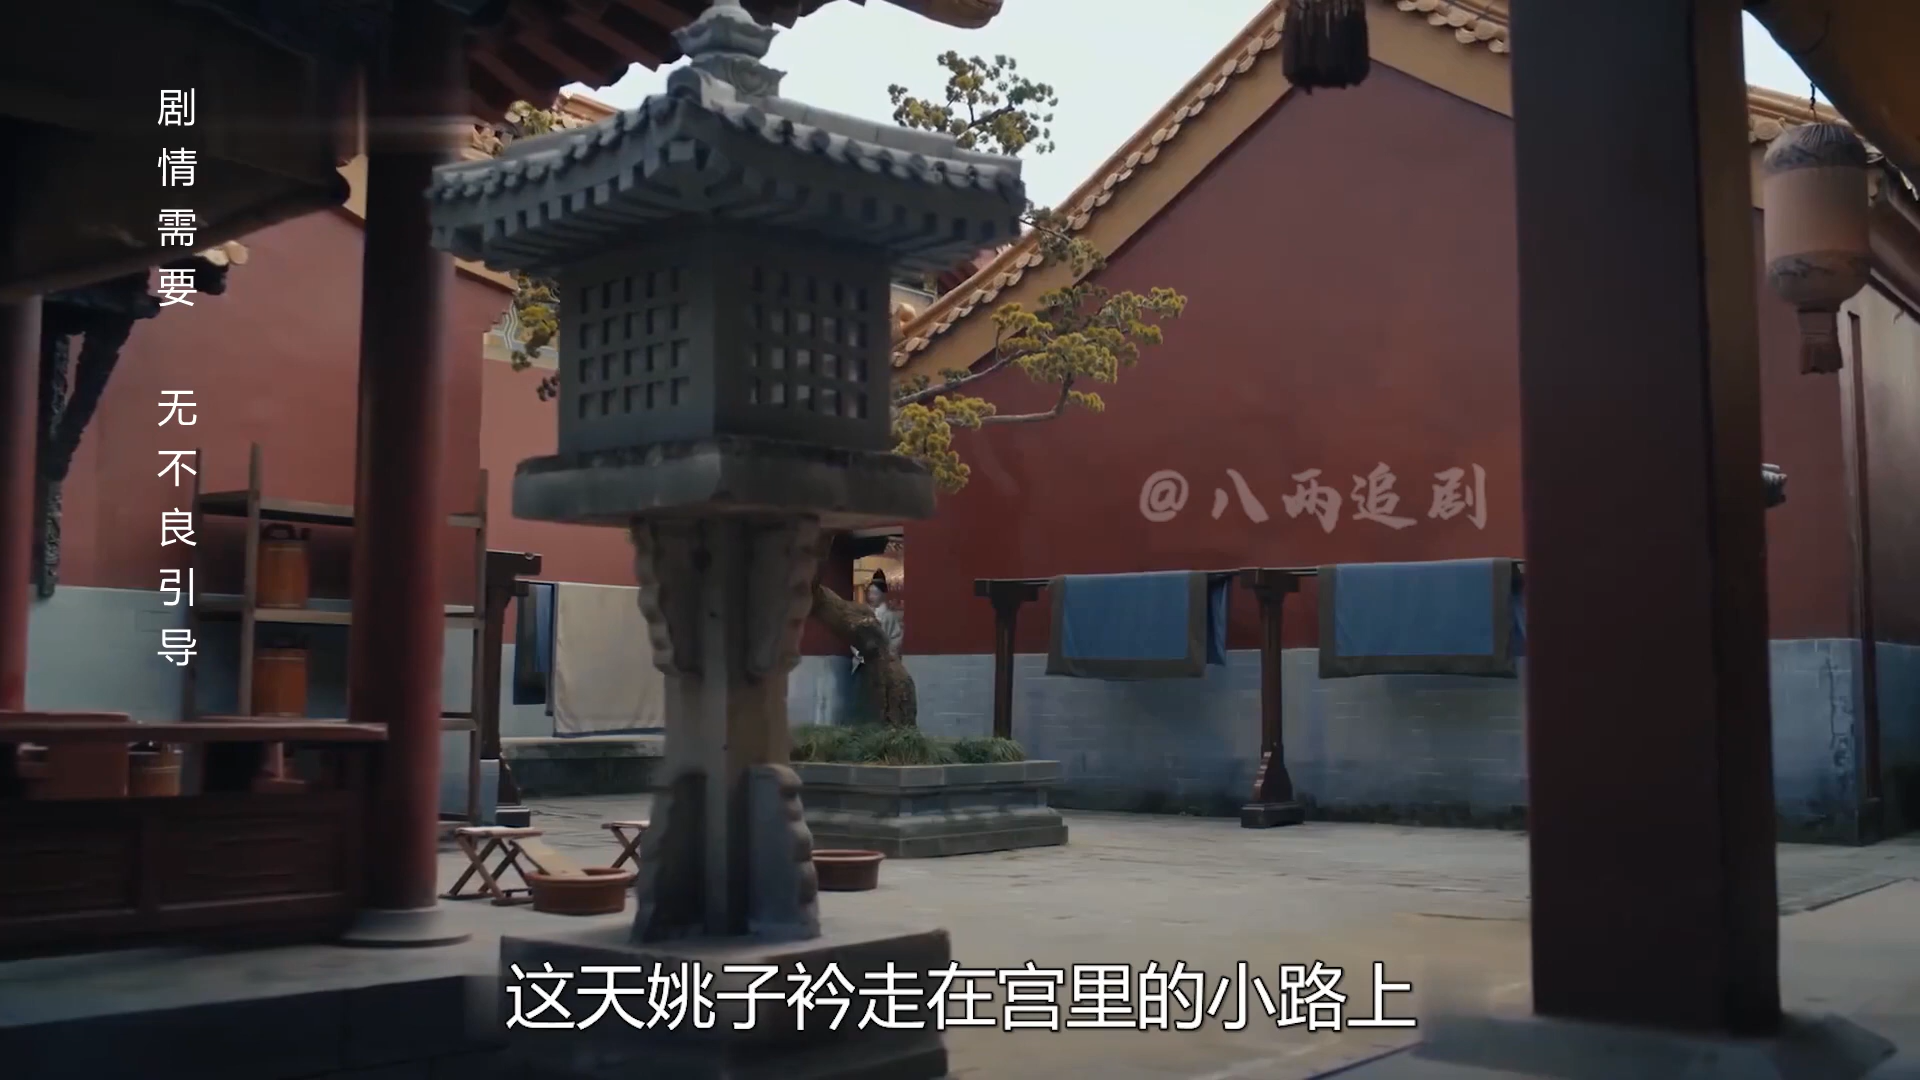 剧情需要 无不良引导
@八两追剧
这天姚子衿走在宫里的小路上